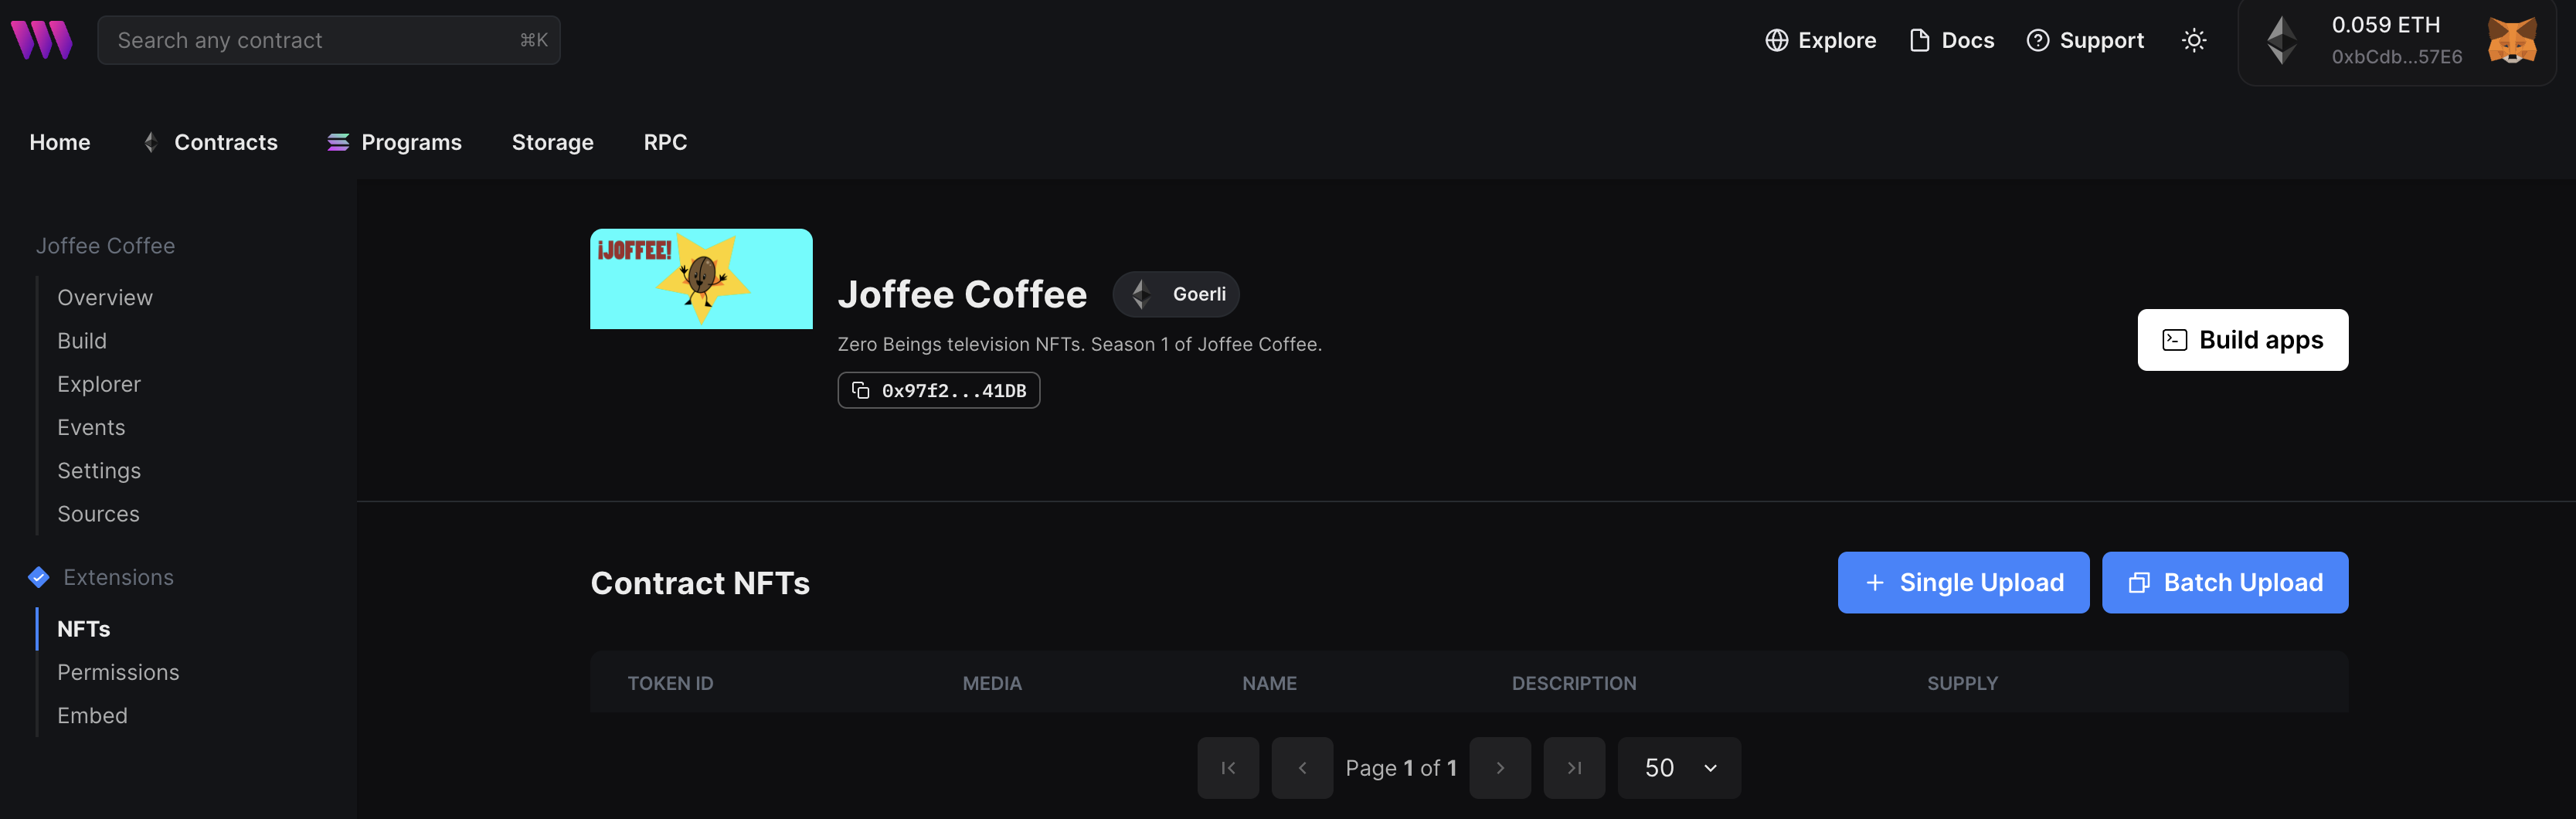 Search any contract ⌘K
Explore Docs Support
0.059 ETH
0xbCdb...57E6
Home Contracts Programs Storage RPC
Joffee Coffee
Overview
Build
Explorer
Events
Settings
Sources
Extensions
NFTs
Permissions
Embed
¡JOFFEE!
Joffee Coffee Goerli
Zero Beings television NFTs. Season 1 of Joffee Coffee.
0x97f2...41DB
Build apps
Contract NFTs
Single Upload Batch Upload
TOKEN ID MEDIA NAME DESCRIPTION SUPPLY
Page 1 of 1 50